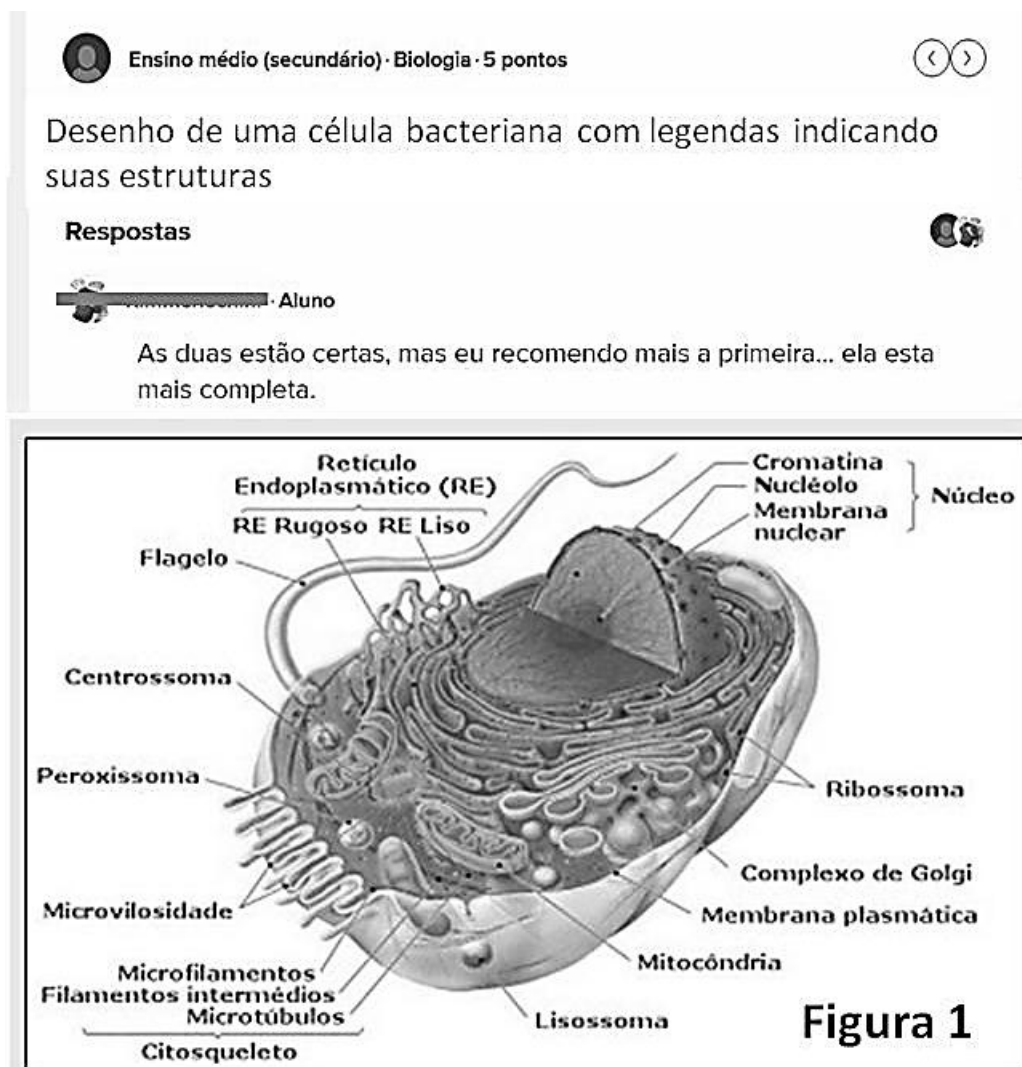 Ensino médio (secundário) · Biologia · 5 pontos
Desenho de uma célula bacteriana com legendas indicando
suas estruturas
Respostas
· Aluno
As duas estão certas, mas eu recomendo mais a primeira... ela esta
mais completa.
Retículo
Endoplasmático (RE)
RE Rugoso RE Liso
Flagelo
Cromatina
Nucléolo
Membrana
nuclear
Núcleo
Centrossoma
Peroxissoma
Ribossoma
Complexo de Golgi
Microvilosidade
Membrana plasmática
Mitocôndria
Microfilamentos
Filamentos intermédios
Microtúbulos
Lisossoma
Citosqueleto
Figura 1